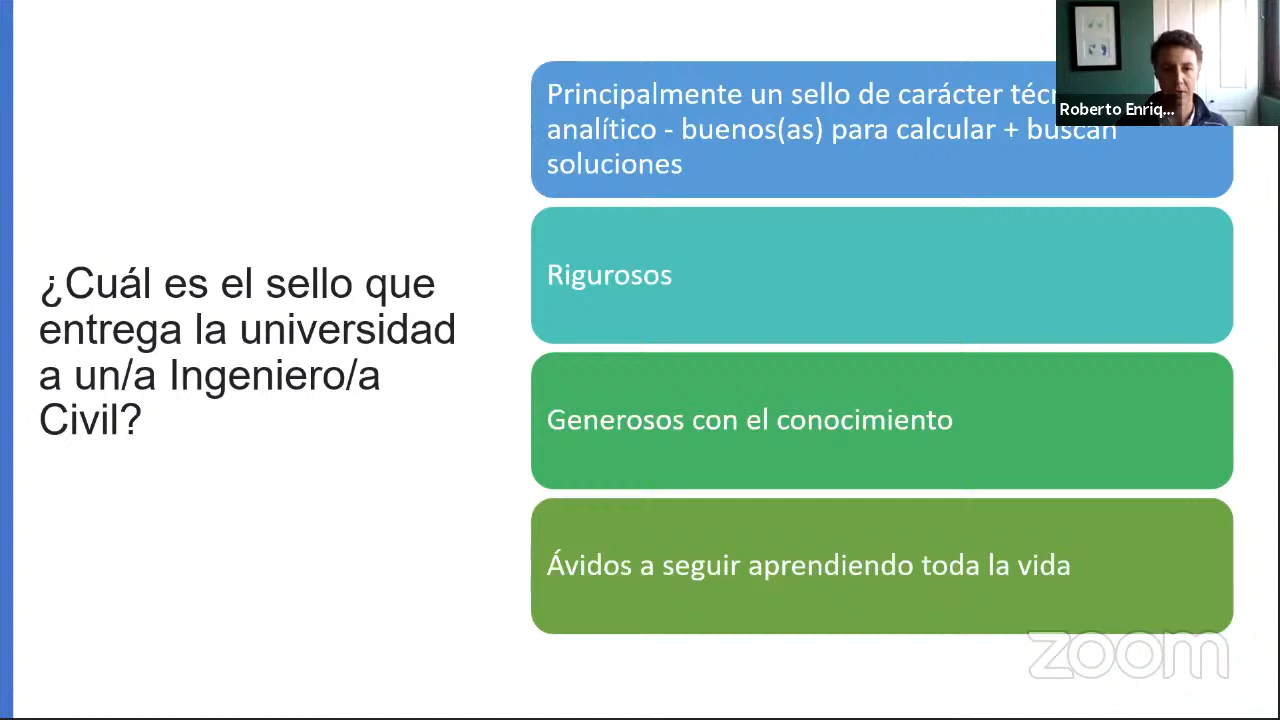 ¿Cuál es el sello que
entrega la universidad
a un/a Ingeniero/a
Civil?
Principalmente un sello de carácter
analítico - buenos(as) para calcular + buscan
soluciones
Rigurosos
Generosos con el conocimiento
Ávidos a seguir aprendiendo toda la vida
Roberto Enriq...
zoom